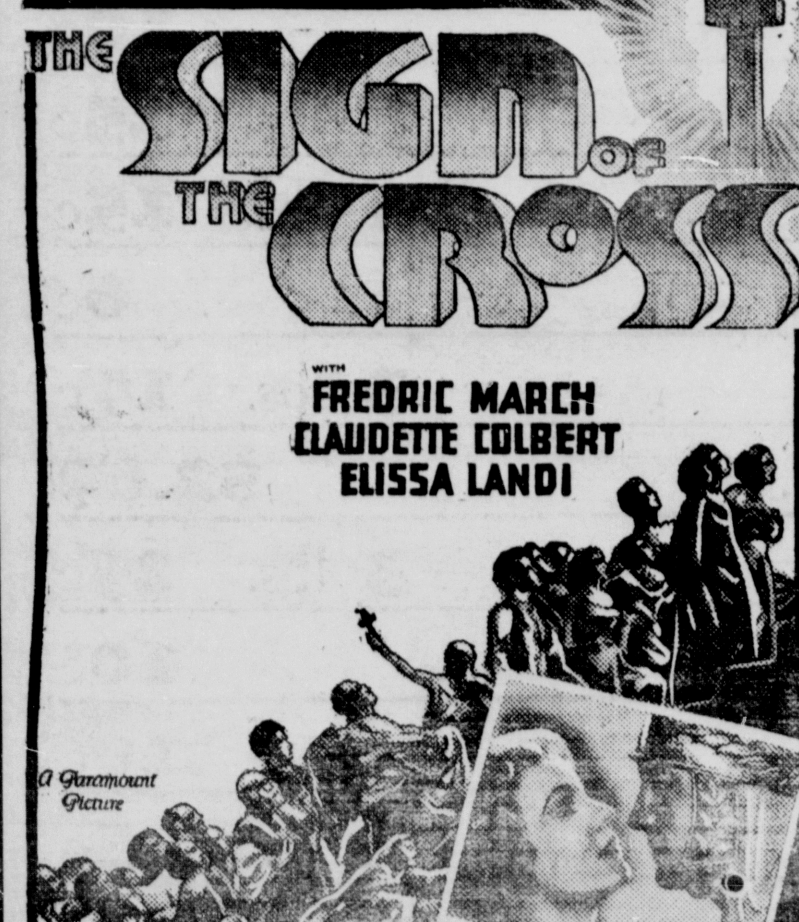 THE SIGN OF
THE CROSS
WITH
FREDRIC MARCH
CLAUDETTE COLBERT
ELISSA LANDI
A Paramount
Picture